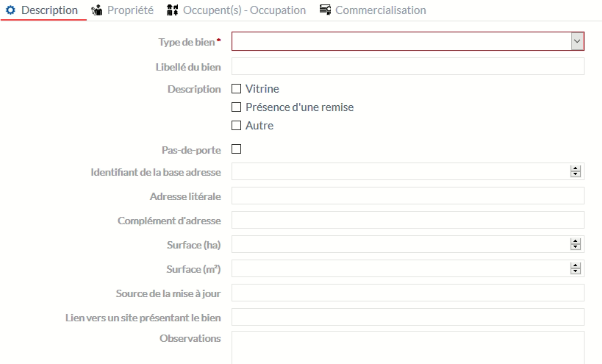 Description Propriété Occupent(s) - Occupation Commercialisation
Type de bien *
Libellé du bien
Description Vitrine
Présence d'une remise
Autre
Pas-de-porte
Identifiant de la base adresse
Adresse litérale
Complément d'adresse
Surface (ha)
Surface (m²)
Source de la mise à jour
Lien vers un site présentant le bien
Observations